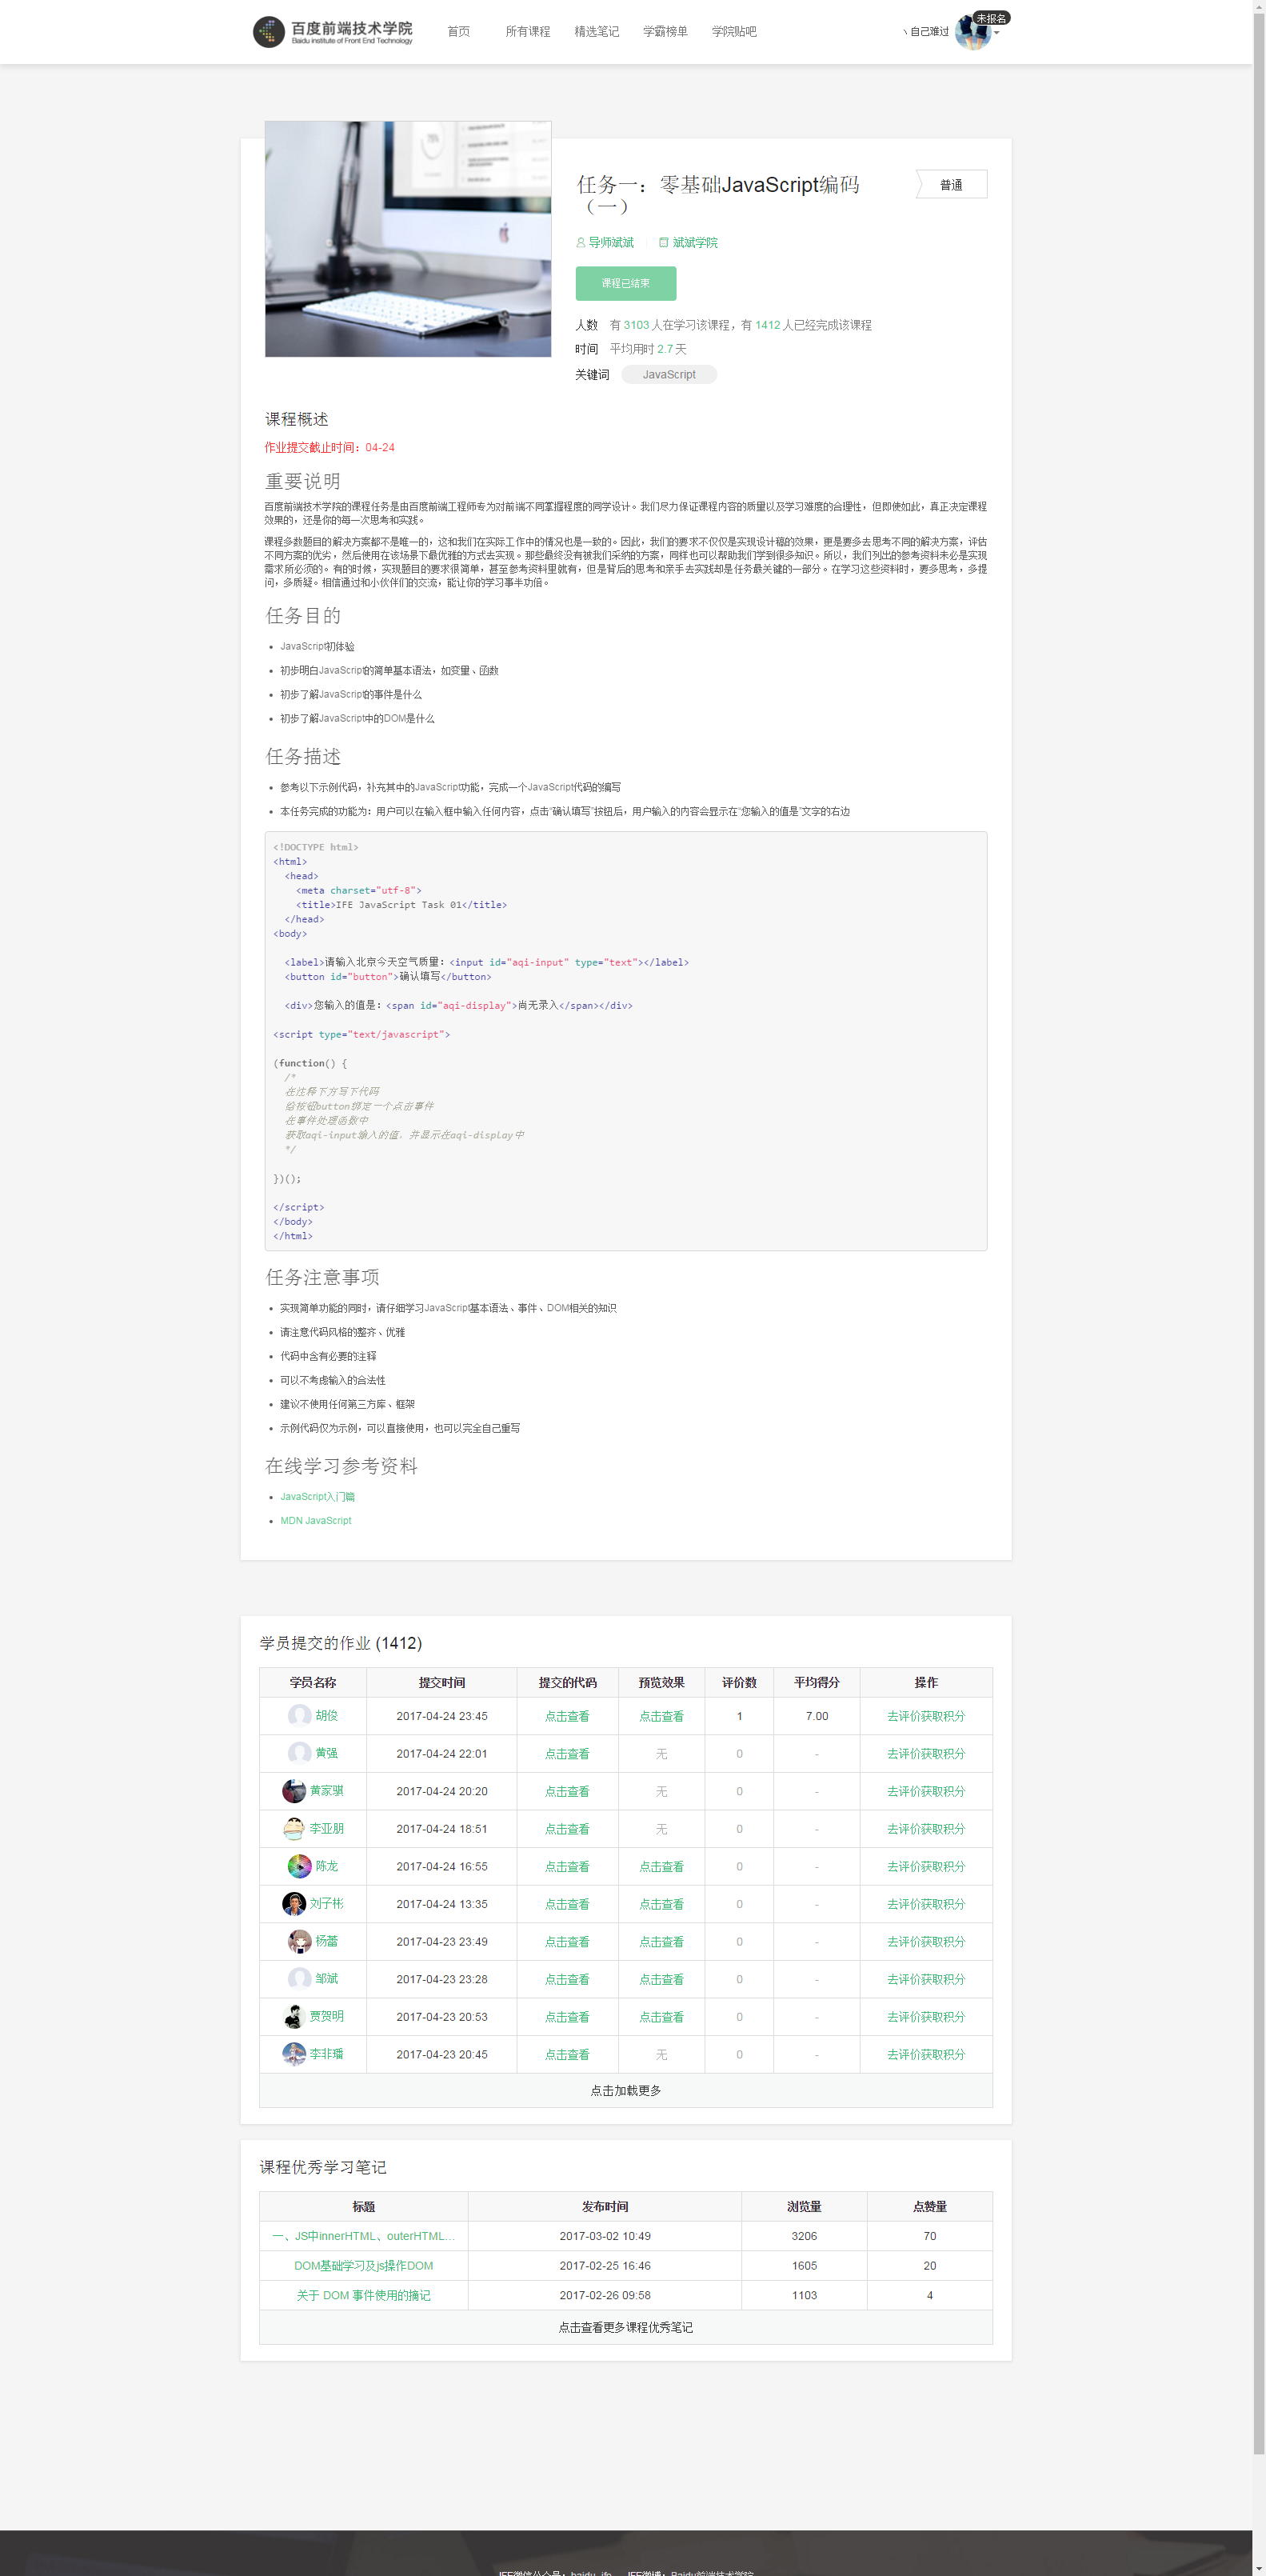 百度前端技术学院
Baidu Institute of Front End Technology
首页 所有课程 精选笔记 学霸榜单 学院贴吧
丶自己难过
未报名
任务一：零基础JavaScript编码（一）
普通
导师斌斌 斌斌学院
课程已结束
人数 有 3103 人在学习该课程，有 1412 人已经完成该课程
时间 平均用时 2.7 天
关键词 JavaScript
课程概述
作业提交截止时间：04-24
重要说明
百度前端技术学院的课程任务是由百度前端工程师专为对前端不同掌握程度的同学设计。我们尽力保证课程内容的质量以及学习难度的合理性，但即使如此，真正决定课程
效果的，还是你的每一次思考和实践。
课程多数题目的解决方案都不是唯一的，这和我们在实际工作中的情况也是一致的。因此，我们的要求不仅仅是实现设计稿的效果，更是要多去思考不同的解决方案，评估
不同方案的优劣，然后使用在该场景下最优雅的方式去实现。那些最终没有被我们采纳的方案，同样也可以帮助我们学到很多知识。所以，我们列出的参考资料未必是实现
需求所必须的。有的时候，实现题目的要求很简单，甚至参考资料里就有，但是背后的思考和亲手去实践却是任务最关键的一部分。在学习这些资料时，要多思考，多提
问，多质疑。相信通过和小伙伴们的交流，能让你的学习事半功倍。
任务目的
JavaScript初体验
初步明白JavaScript的简单基本语法，如变量、函数
初步了解JavaScript的事件是什么
初步了解JavaScript中的DOM是什么
任务描述
参考以下示例代码，补充其中的JavaScript功能，完成一个JavaScript代码的编写
本任务完成的功能为：用户可以在输入框中输入任何内容，点击“确认填写”按钮后，用户输入的内容会显示在“您输入的值是”文字的右边
<!DOCTYPE html>
<html>
<head>
<meta charset="utf-8">
<title>IFE JavaScript Task 01</title>
</head>
<body>
<label>请输入北京今天空气质量：<input id="aqi-input" type="text"></label>
<button id="button">确认填写</button>
<div>您输入的值是：<span id="aqi-display">尚无录入</span></div>
<script type="text/javascript">
(function() {
/*
在注释下方写下代码
给按钮button绑定一个点击事件
在事件处理函数中
获取aqi-input输入的值，并显示在aqi-display中
*/
})();
</script>
</body>
</html>
任务注意事项
实现简单功能的同时，请仔细学习JavaScript基本语法、事件、DOM相关的知识
请注意代码风格的整齐、优雅
代码中含有必要的注释
可以不考虑输入的合法性
建议不使用任何第三方库、框架
示例代码仅为示例，可以直接使用，也可以完全自己重写
在线学习参考资料
JavaScript入门篇
MDN JavaScript
学员提交的作业 (1412)
学员名称 提交时间 提交的代码 预览效果 评价数 平均得分 操作
胡俊 2017-04-24 23:45 点击查看 点击查看 1 7.00 去评价获取积分
黄强 2017-04-24 22:01 点击查看 无 0 - 去评价获取积分
黄家骐 2017-04-24 20:20 点击查看 无 0 - 去评价获取积分
李亚朋 2017-04-24 18:51 点击查看 无 0 - 去评价获取积分
陈龙 2017-04-24 16:55 点击查看 点击查看 0 - 去评价获取积分
刘子彬 2017-04-24 13:35 点击查看 点击查看 0 - 去评价获取积分
杨蕾 2017-04-23 23:49 点击查看 点击查看 0 - 去评价获取积分
邹斌 2017-04-23 23:28 点击查看 点击查看 0 - 去评价获取积分
贾贺明 2017-04-23 20:53 点击查看 点击查看 0 - 去评价获取积分
李非璠 2017-04-23 20:45 点击查看 无 0 - 去评价获取积分
点击加载更多
课程优秀学习笔记
标题 发布时间 浏览量 点赞量
一、JS中innerHTML、outerHTML... 2017-03-02 10:49 3206 70
DOM基础学习及js操作DOM 2017-02-25 16:46 1605 20
关于 DOM 事件使用的摘记 2017-02-26 09:58 1103 4
点击查看更多课程优秀笔记
IFE微信公众号：baidu_ife IFE微博：Baidu前端技术学院